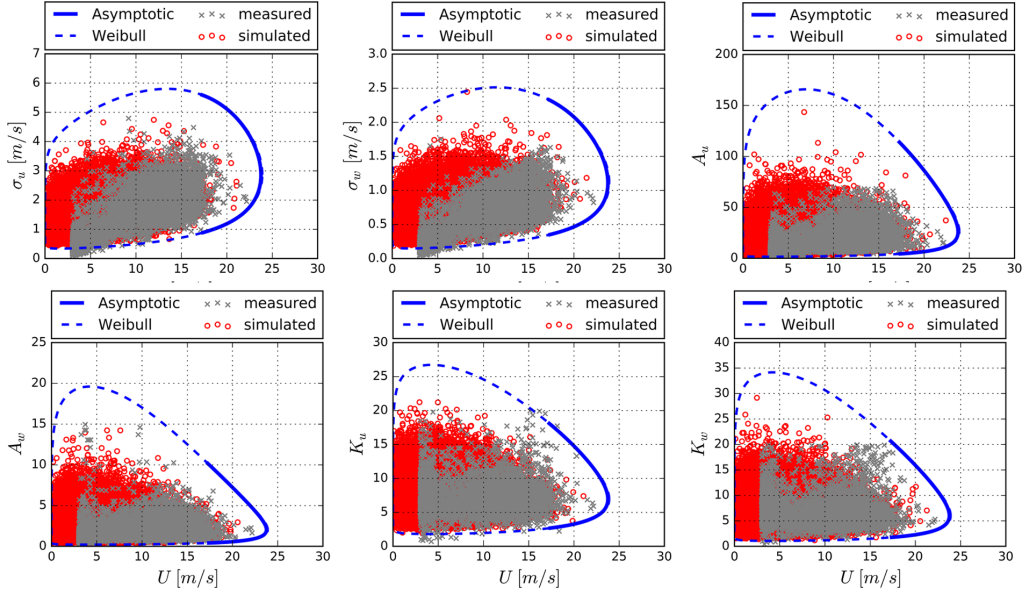 Asymptotic measured
Weibull simulated
σ_u [m/s]
7
6
5
4
3
2
1
0
0 5 10 15 20 25 30
Asymptotic measured
Weibull simulated
σ_w [m/s]
3.0
2.5
2.0
1.5
1.0
0.5
0.0
0 5 10 15 20 25 30
Asymptotic measured
Weibull simulated
A_u
200
150
100
50
0
0 5 10 15 20 25 30
Asymptotic measured
Weibull simulated
A_w
25
20
15
10
5
0
0 5 10 15 20 25 30
U [m/s]
Asymptotic measured
Weibull simulated
K_u
30
25
20
15
10
5
0
0 5 10 15 20 25 30
U [m/s]
Asymptotic measured
Weibull simulated
K_w
40
35
30
25
20
15
10
5
0
0 5 10 15 20 25 30
U [m/s]